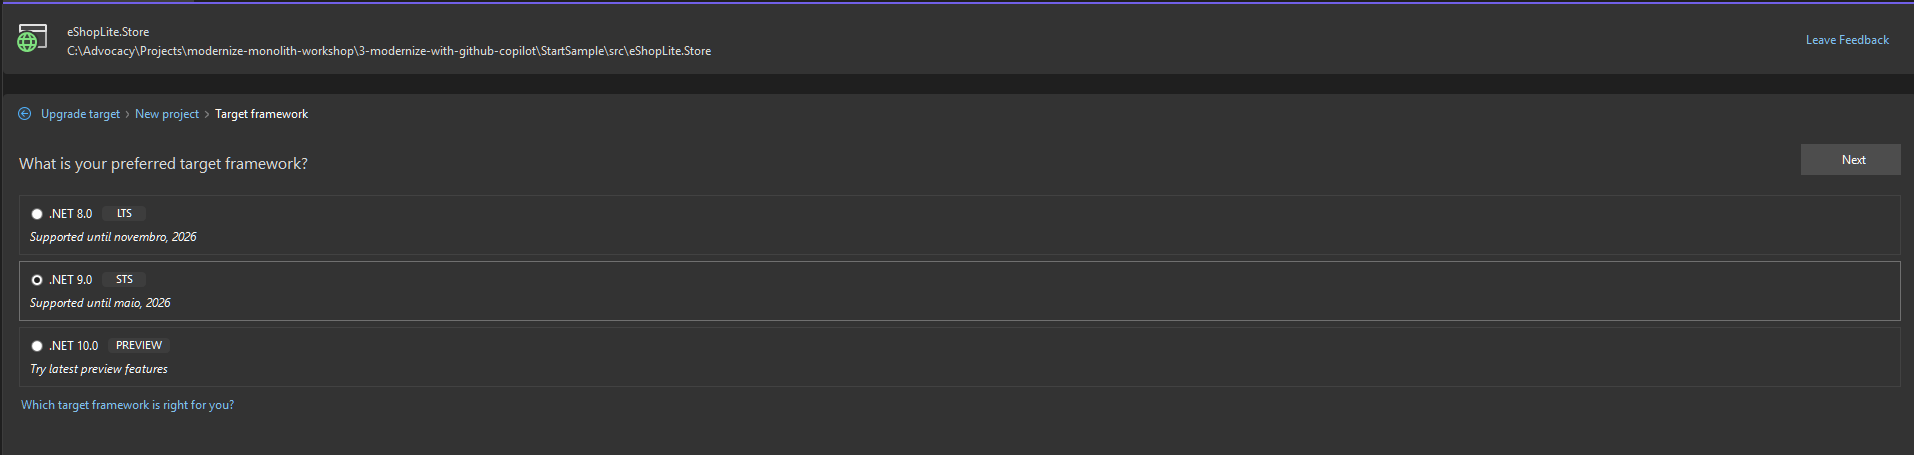 eShopLite.Store
C:\Advocacy\Projects\modernize-monolith-workshop\3-modernize-with-github-copilot\StartSample\src\eShopLite.Store
Leave Feedback
Upgrade target > New project > Target framework
What is your preferred target framework?
Next
.NET 8.0 LTS
Supported until novembro, 2026
.NET 9.0 STS
Supported until maio, 2026
.NET 10.0 PREVIEW
Try latest preview features
Which target framework is right for you?